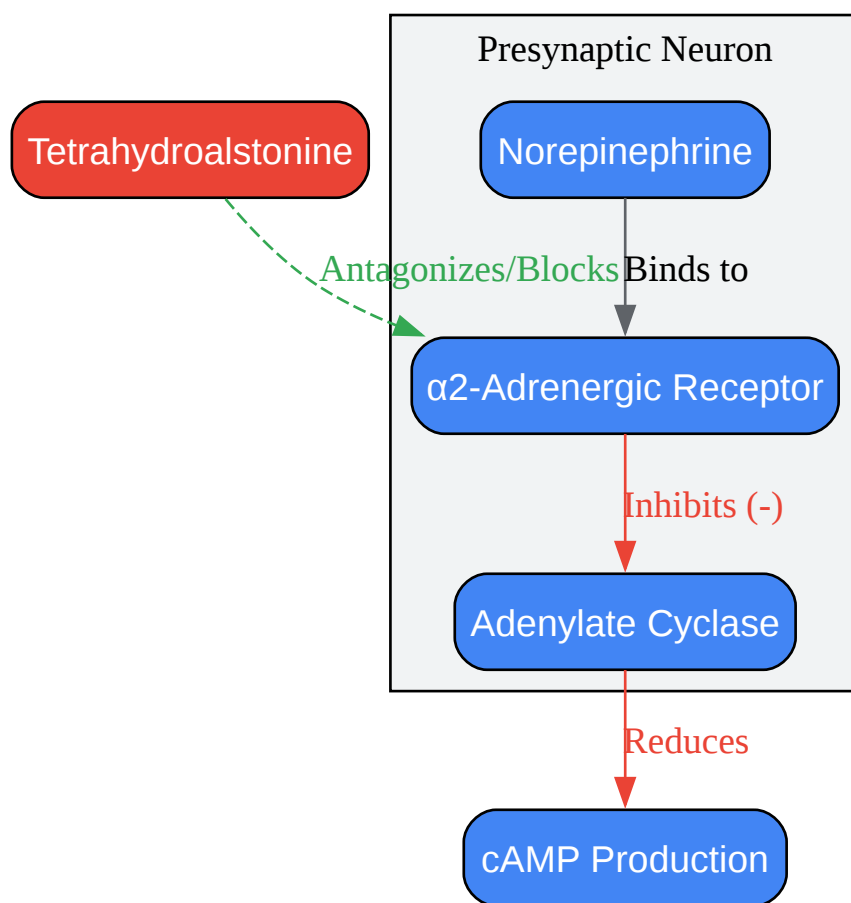 Presynaptic Neuron
Tetrahydroalstonine
Norepinephrine
Antagonizes/Blocks
Binds to
α2-Adrenergic Receptor
Inhibits (-)
Adenylate Cyclase
Reduces
cAMP Production